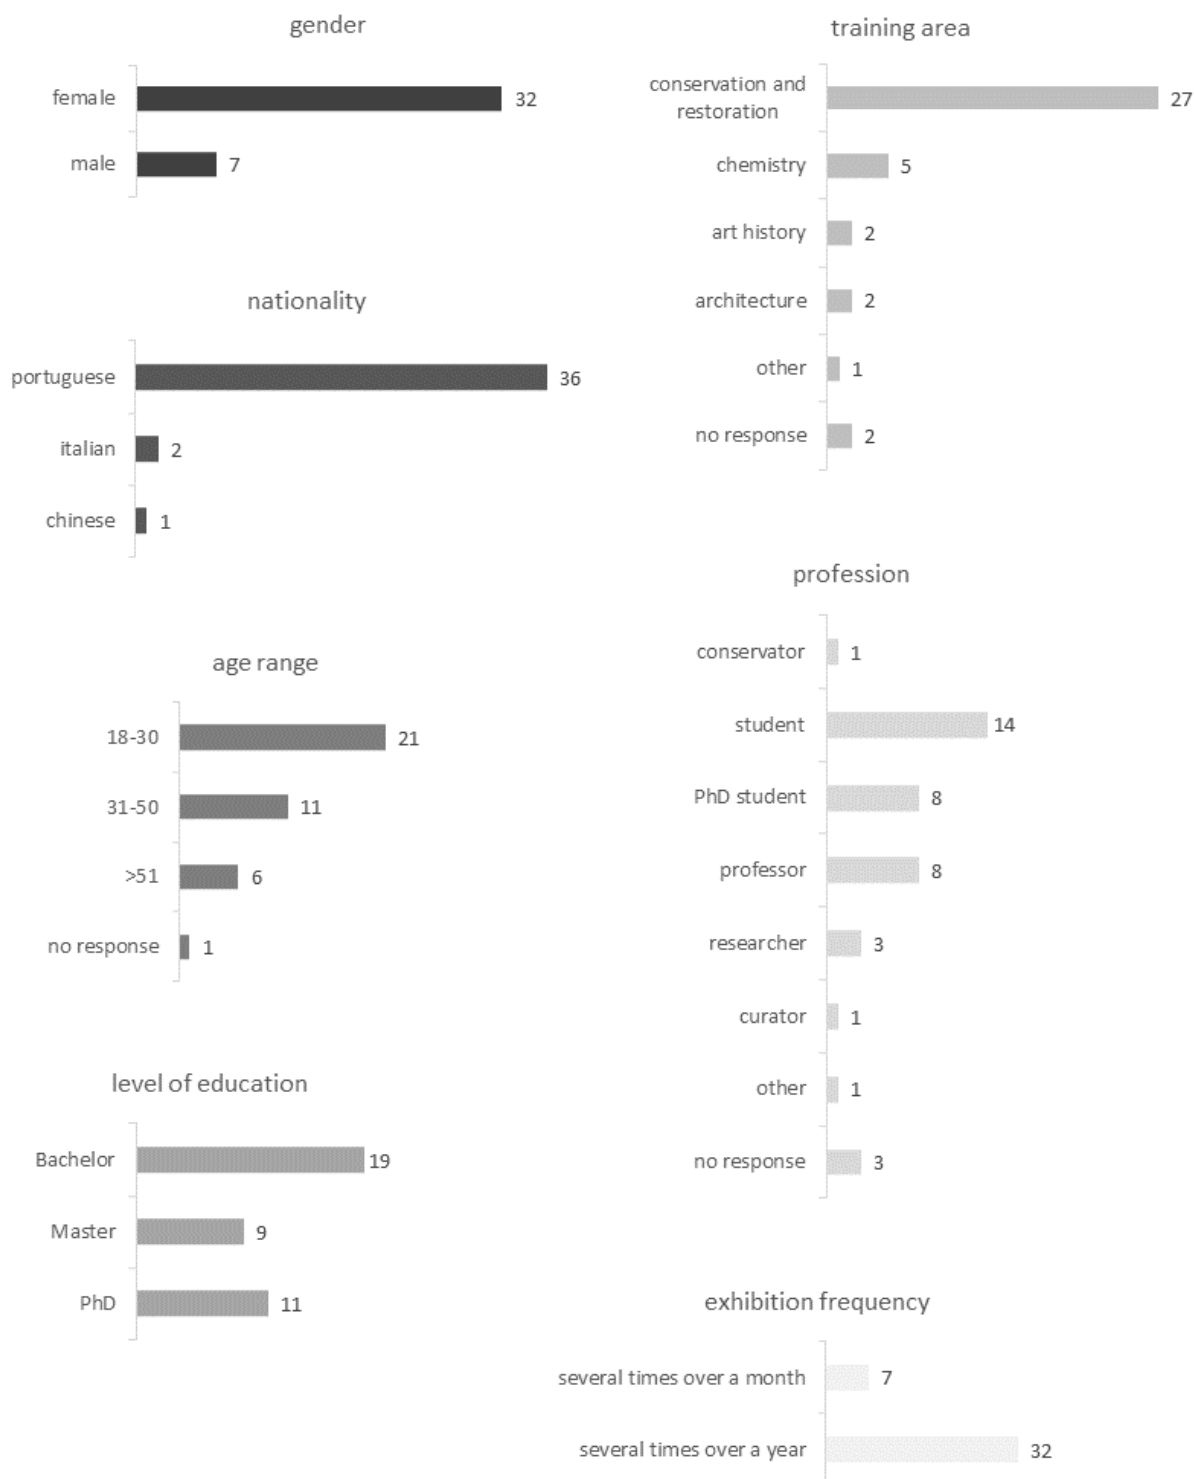 gender
female 32
male 7
nationality
portuguese 36
italian 2
chinese 1
age range
18-30 21
31-50 11
>51 6
no response 1
level of education
Bachelor 19
Master 9
PhD 11
training area
conservation and
restoration 27
chemistry 5
art history 2
architecture 2
other 1
no response 2
profession
conservator 1
student 14
PhD student 8
professor 8
researcher 3
curator 1
other 1
no response 3
exhibition frequency
several times over a month 7
several times over a year 32